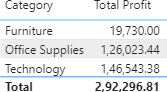 Category Total Profit
Furniture 19,730.00
Office Supplies 1,26,023.44
Technology 1,46,543.38
Total 2,92,296.81